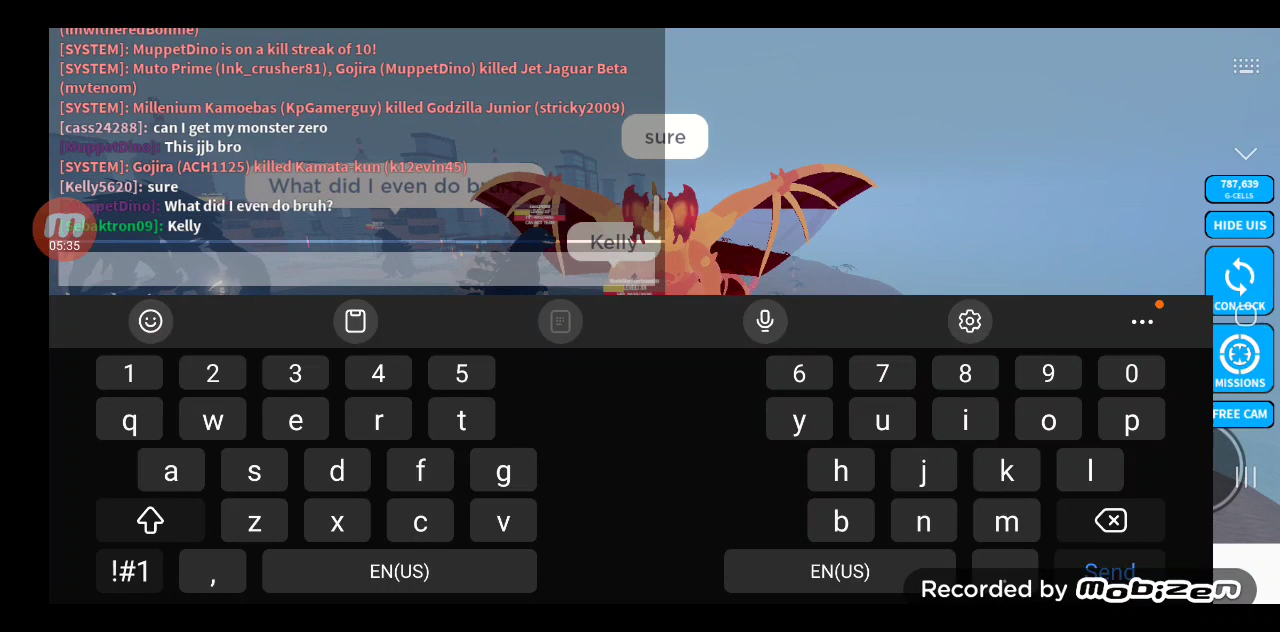 (ImwitheredBonnie)
[SYSTEM]: MuppetDino is on a kill streak of 10!
[SYSTEM]: Muto Prime (Ink_crusher81), Gojira (MuppetDino) killed Jet Jaguar Beta
(mvtenom)
[SYSTEM]: Millenium Kamoebas (KpGamerguy) killed Godzilla Junior (stricky2009)
[cass24288]: can I get my monster zero
[MuppetDino]: This jjb bro
[SYSTEM]: Gojira (ACH1125) killed Kamata-kun (k12evin45)
[Kelly5620]: sure
[MuppetDino]: What did I even do bruh?
[Sebaktron09]: Kelly
05:35
sure
What did I even do bruh?
Kelly
787,639
G-CELLS
HIDE UIS
CON LOCK
MISSIONS
FREE CAM
1 2 3 4 5 6 7 8 9 0
q w e r t y u i o p
a s d f g h j k l
z x c v b n m
!#1 , EN(US) EN(US) . Send
Recorded by Mobizen